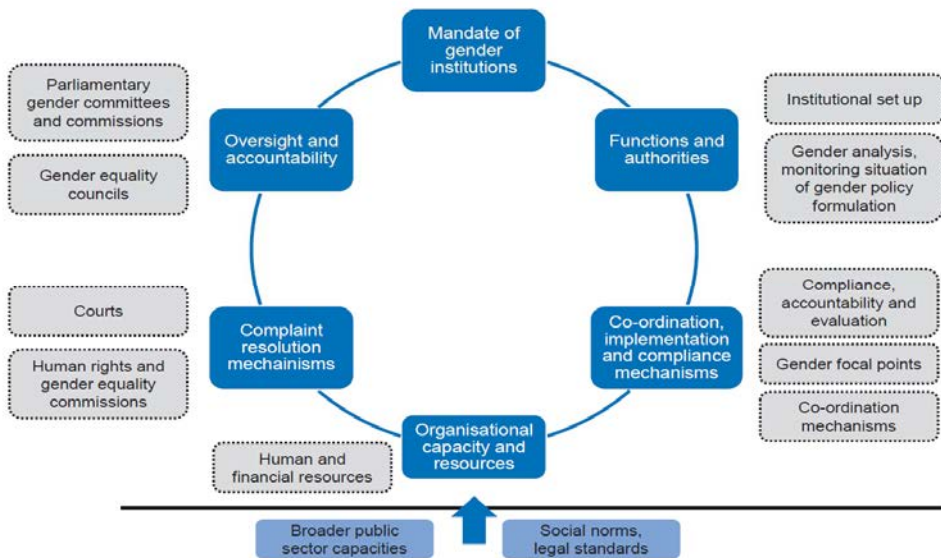 Mandate of
gender
institutions
Parliamentary
gender committees
and commissions
Gender equality
councils
Oversight and
accountability
Functions and
authorities
Institutional set up
Gender analysis,
monitoring situation
of gender policy
formulation
Courts
Human rights and
gender equality
commissions
Complaint
resolution
mechainisms
Co-ordination,
implementation
and compliance
mechanisms
Compliance,
accountability and
evaluation
Gender focal points
Co-ordination
mechanisms
Organisational
capacity and
resources
Human and
financial resources
Broader public
sector capacities
Social norms,
legal standards